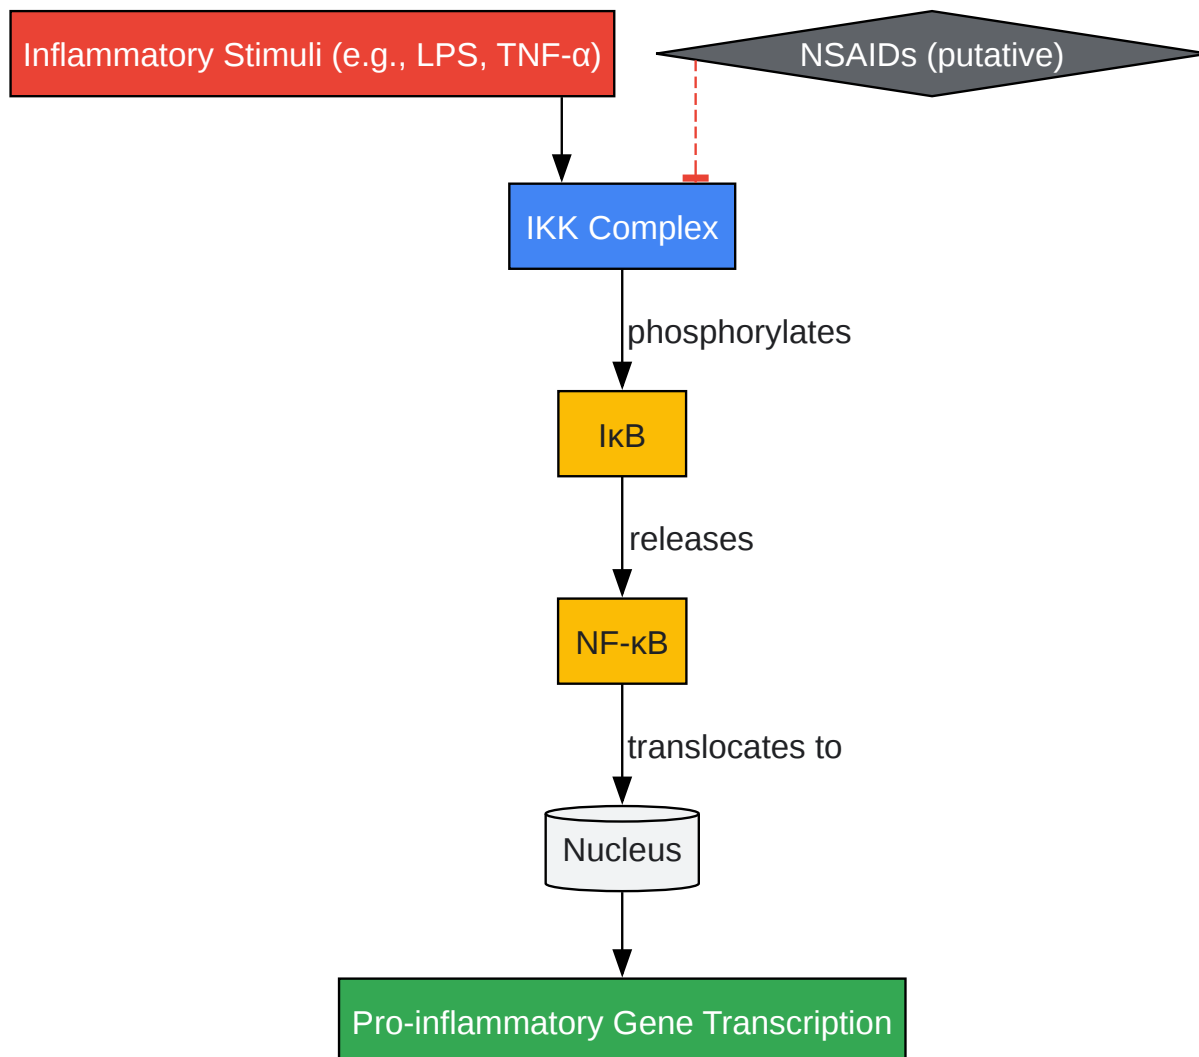 Inflammatory Stimuli (e.g., LPS, TNF-α)
NSAIDs (putative)
IKK Complex
phosphorylates
IκB
releases
NF-κB
translocates to
Nucleus
Pro-inflammatory Gene Transcription